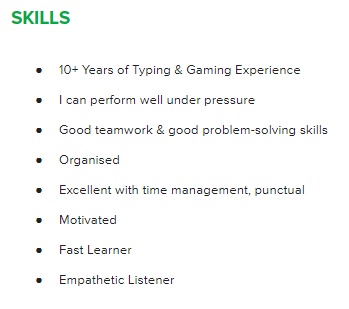 SKILLS
● 10+ Years of Typing & Gaming Experience
● I can perform well under pressure
● Good teamwork & good problem-solving skills
● Organised
● Excellent with time management, punctual
● Motivated
● Fast Learner
● Empathetic Listener